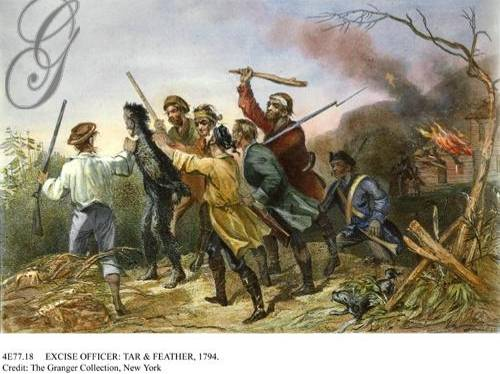 G
4E77.18 EXCISE OFFICER: TAR & FEATHER, 1794.
Credit: The Granger Collection, New York